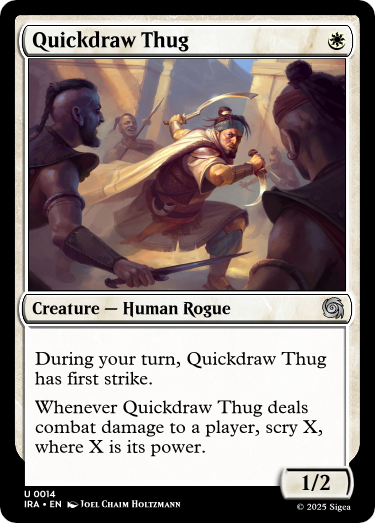 Quickdraw Thug
Creature — Human Rogue
During your turn, Quickdraw Thug
has first strike.
Whenever Quickdraw Thug deals
combat damage to a player, scry X,
where X is its power.
1/2
U 0014
IRA • EN Joel Chaim Holtzmann
© 2025 Sigea